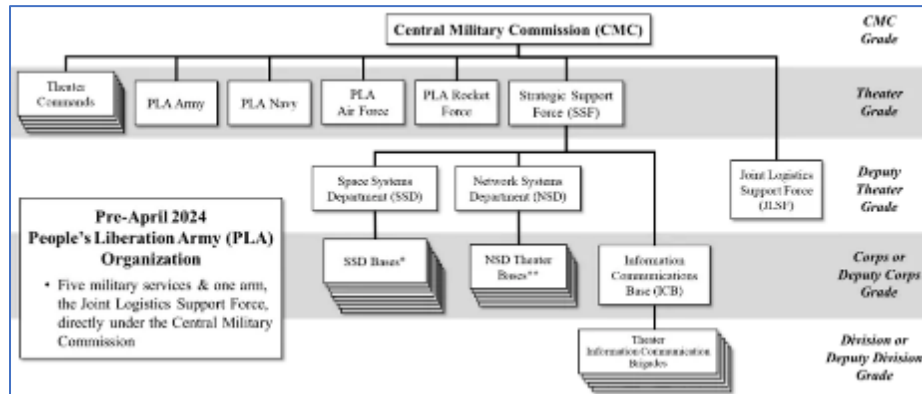 Central Military Commission (CMC)
CMC
Grade
Theater
Commands
PLA Army
PLA Navy
PLA
Air Force
PLA Rocket
Force
Strategic Support
Force (SSF)
Theater
Grade
Space Systems
Department (SSD)
Network Systems
Department (NSD)
Joint Logistics
Support Force
(JLSF)
Deputy
Theater
Grade
Pre-April 2024
People's Liberation Army (PLA)
Organization
• Five military services & one arm,
the Joint Logistics Support Force,
directly under the Central Military
Commission
SSD Bases*
NSD Theater
Bases**
Information
Communications
Base (ICB)
Corps or
Deputy Corps
Grade
Theater
Information Communication
Brigades
Division or
Deputy Division
Grade